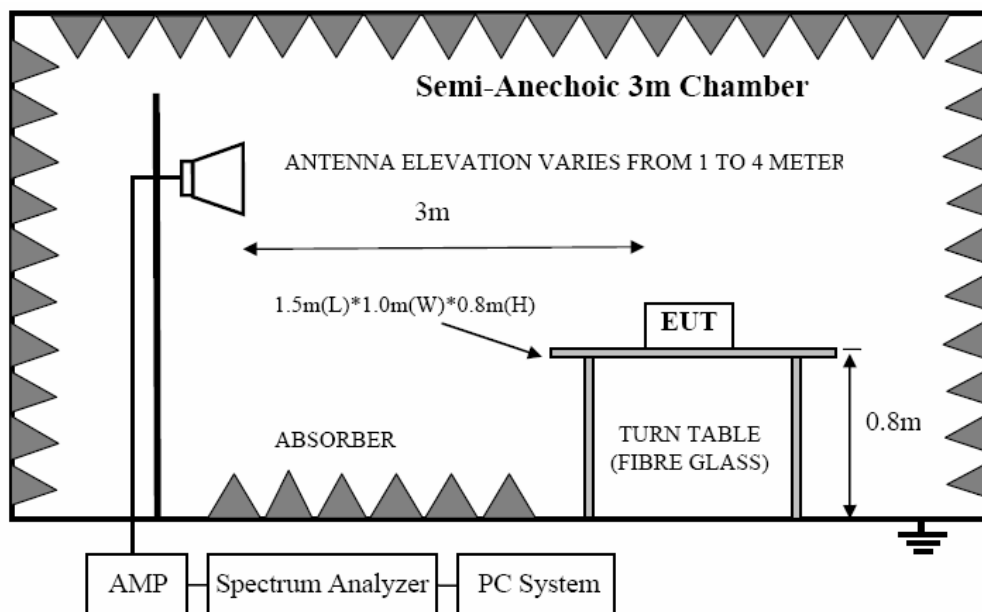 Semi-Anechoic 3m Chamber
ANTENNA ELEVATION VARIES FROM 1 TO 4 METER
3m
1.5m(L)*1.0m(W)*0.8m(H)
EUT
0.8m
ABSORBER
TURN TABLE
(FIBRE GLASS)
AMP
Spectrum Analyzer
PC System